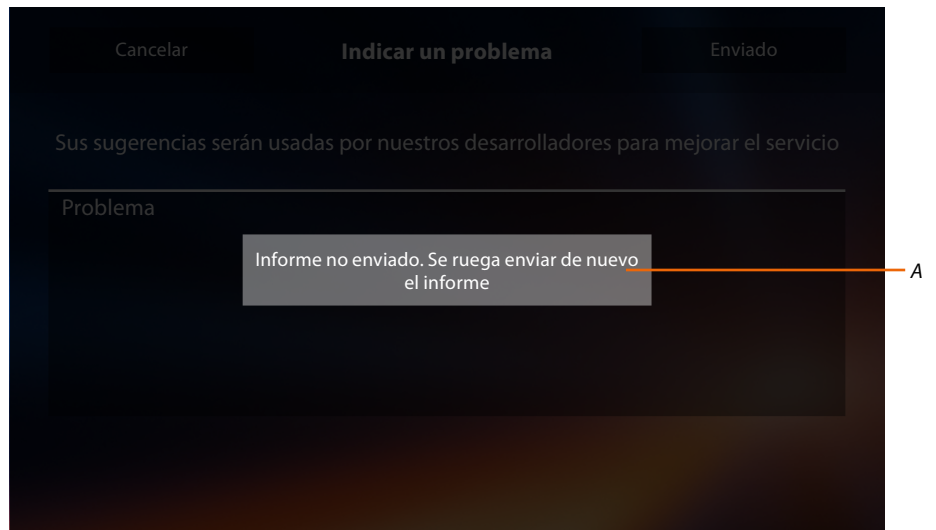 Cancelar Indicar un problema Enviado
Sus sugerencias serán usadas por nuestros desarrolladores para mejorar el servicio
Problema
Informe no enviado. Se ruega enviar de nuevo
el informe
A